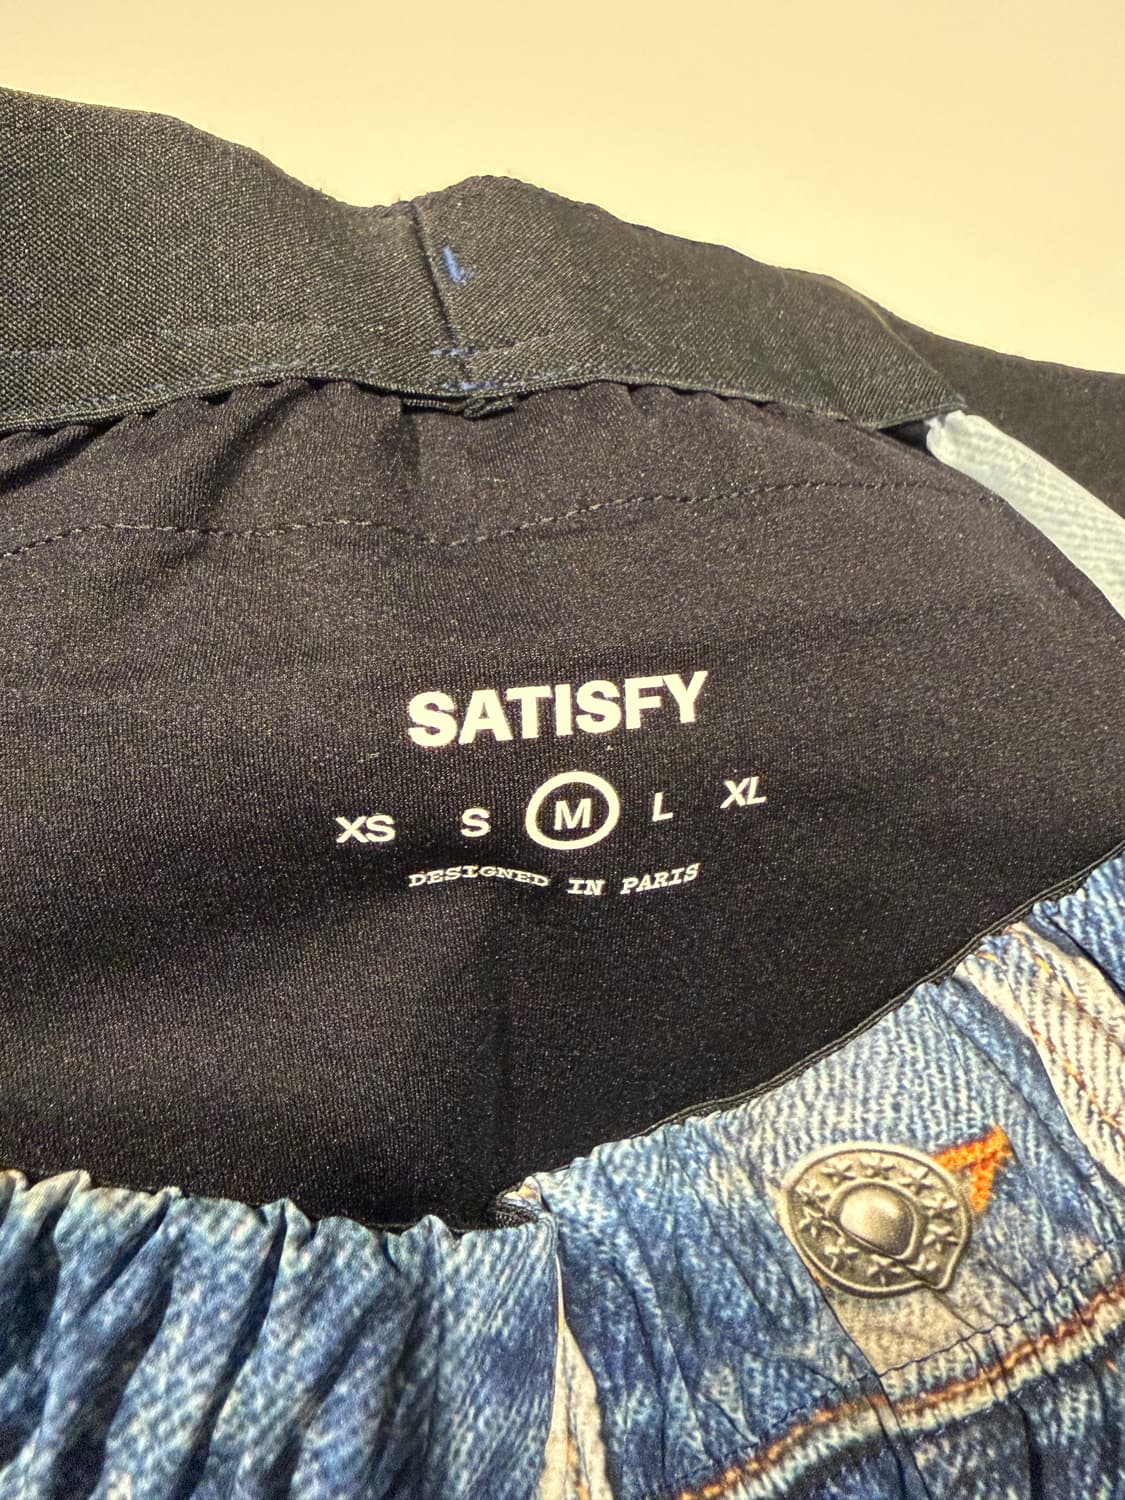 SATISFY
XS S M L XL
DESIGNED IN PARIS